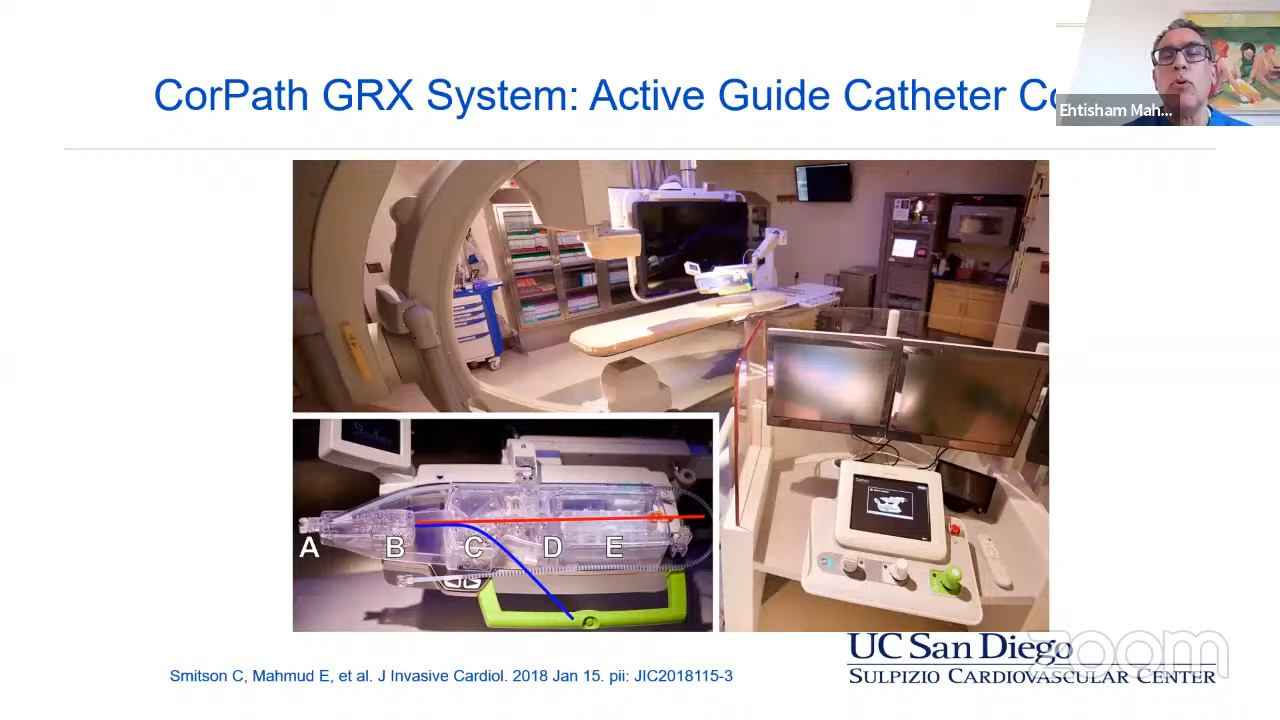 CorPath GRX System: Active Guide Catheter Co
Ehtisham Mah...
A B C D E
Smitson C, Mahmud E, et al. J Invasive Cardiol. 2018 Jan 15. pii: JIC2018115-3
UC San Diego
SULPIZIO CARDIOVASCULAR CENTER
zoom